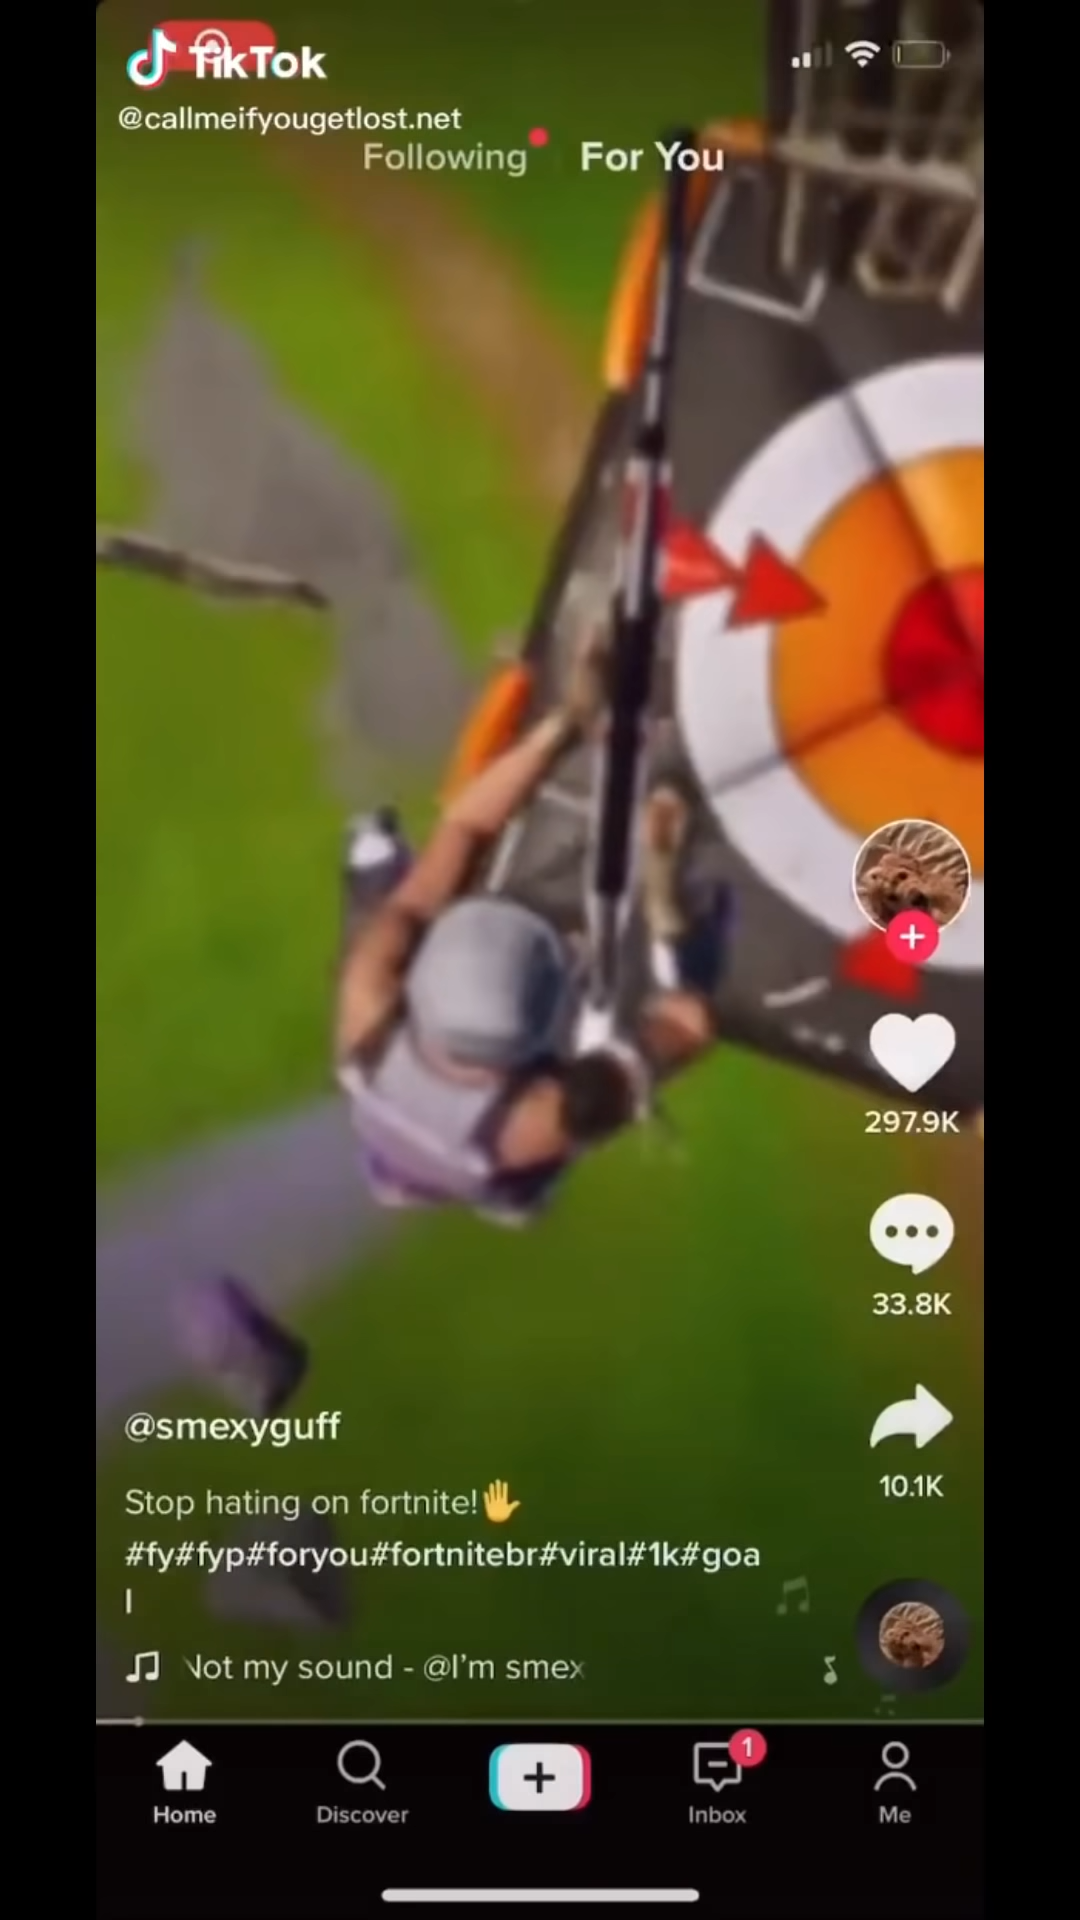 TikTok
@callmeifyougetlost.net
Following For You
297.9K
33.8K
10.1K
@smexyguff
Stop hating on fortnite!🤚
#fy#fyp#foryou#fortnitebr#viral#1k#goa
l
Not my sound - @I'm smex
1
Home Discover Inbox Me